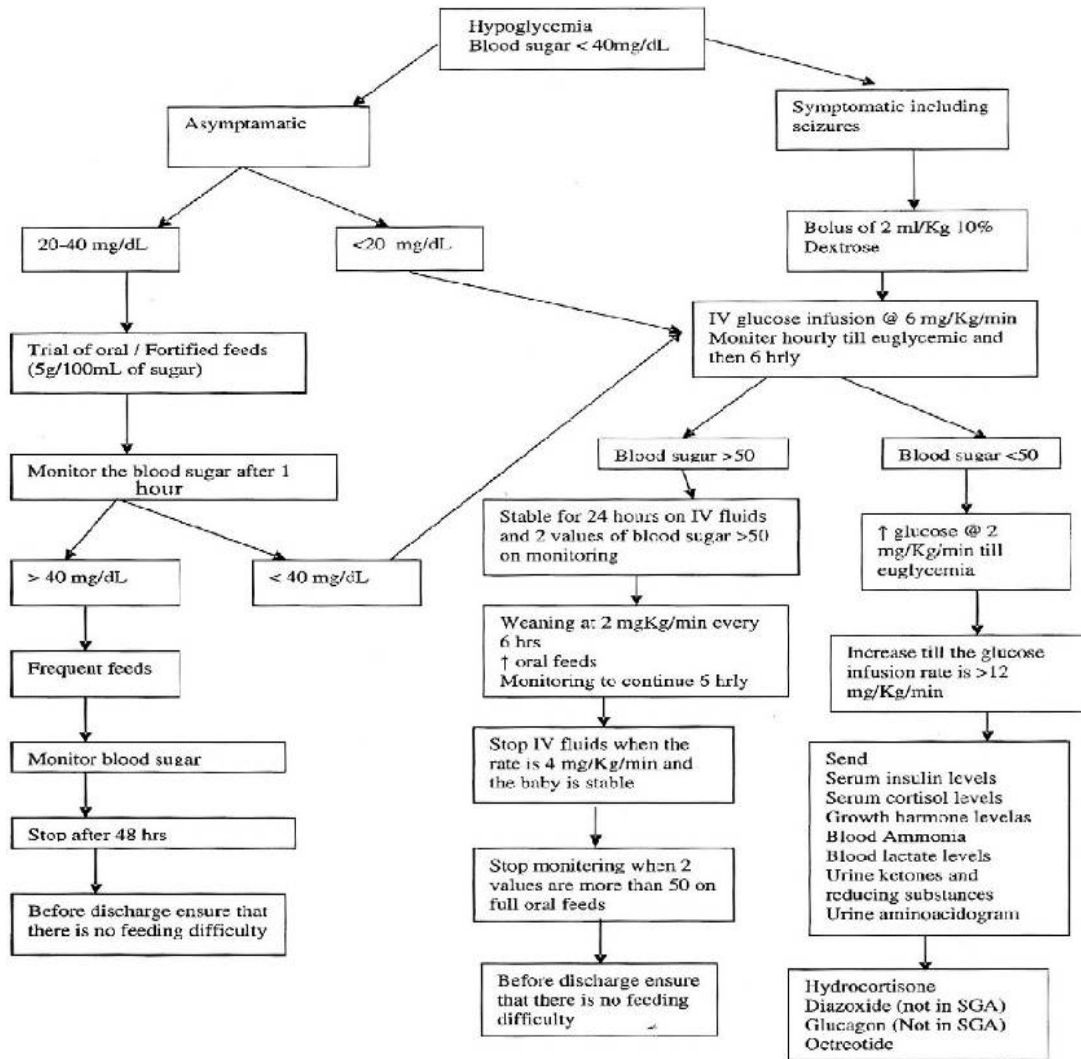 Hypoglycemia
Blood sugar < 40mg/dL
Asymptamatic
Symptomatic including
seizures
20-40 mg/dL
<20 mg/dL
Bolus of 2 ml/Kg 10%
Dextrose
Trial of oral / Fortified feeds
(5g/100mL of sugar)
IV glucose infusion @ 6 mg/Kg/min
Moniter hourly till euglycemic and
then 6 hrly
Monitor the blood sugar after 1
hour
Blood sugar >50
Blood sugar <50
> 40 mg/dL
< 40 mg/dL
Stable for 24 hours on IV fluids
and 2 values of blood sugar >50
on monitoring
↑ glucose @ 2
mg/Kg/min till
euglycemia
Frequent feeds
Weaning at 2 mgKg/min every
6 hrs
↑ oral feeds
Monitoring to continue 6 hrly
Increase till the glucose
infusion rate is >12
mg/Kg/min
Monitor blood sugar
Stop IV fluids when the
rate is 4 mg/Kg/min and
the baby is stable
Send
Serum insulin levels
Serum cortisol levels
Growth harmone levelas
Blood Ammonia
Blood lactate levels
Urine ketones and
reducing substances
Urine aminoacidogram
Stop after 48 hrs
Stop monitering when 2
values are more than 50 on
full oral feeds
Before discharge ensure that
there is no feeding difficulty
Before discharge ensure
that there is no feeding
difficulty
Hydrocortisone
Diazoxide (not in SGA)
Glucagon (Not in SGA)
Octreotide